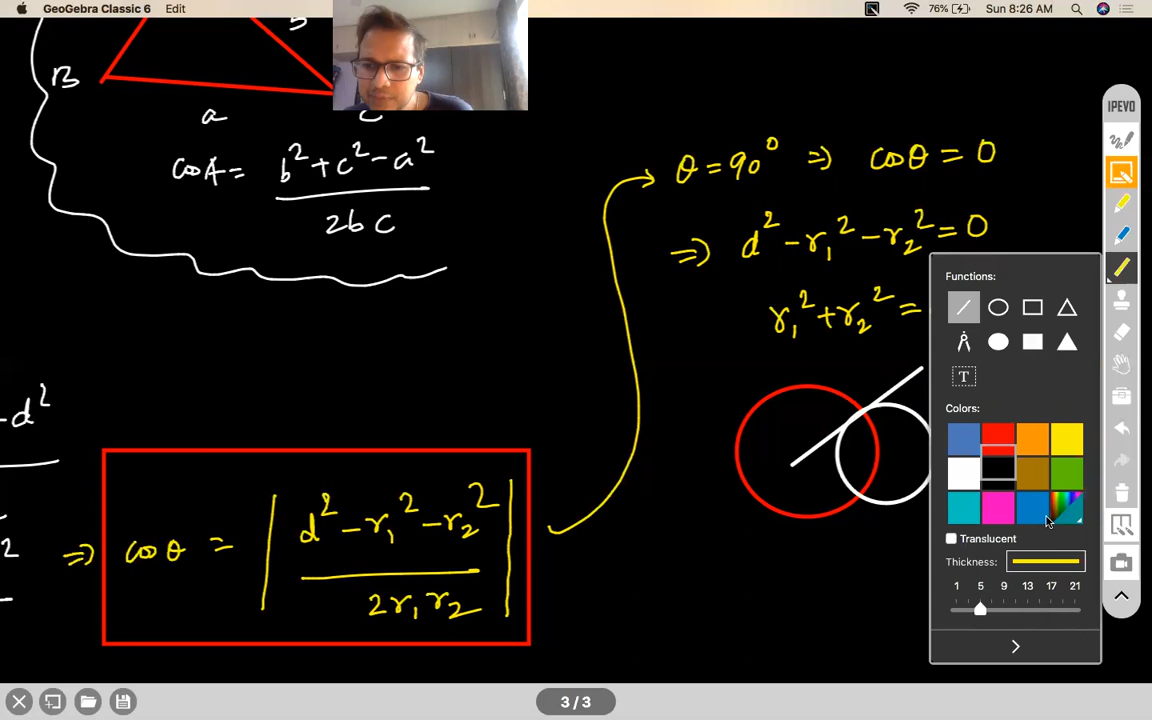 GeoGebra Classic 6 Edit
76% Sun 8:26 AM
B
a
c
cosA = b² + c² - a² / 2bc
-d²
2
⇒ cosθ = | d² - r₁² - r₂² / 2r₁r₂ |
θ = 90° ⇒ cosθ = 0
⇒ d² - r₁² - r₂² = 0
r₁² + r₂² =
IPEVO
Functions:
T
Colors:
Translucent
Thickness:
1 5 9 13 17 21
3 / 3